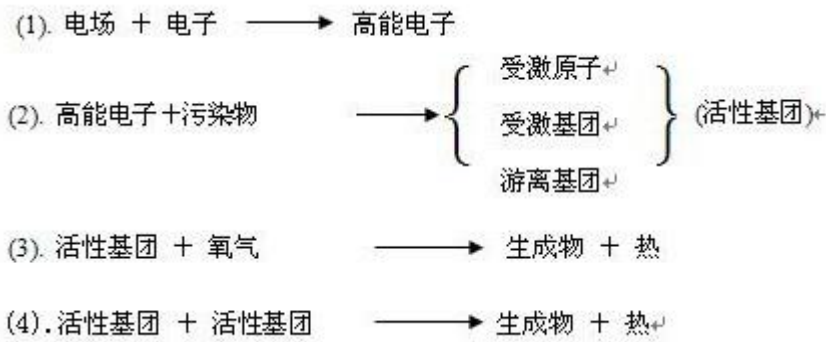 (1). 电场 + 电子 ⟶ 高能电子
受激原子↵
(2). 高能电子+污染物 ⟶ { 受激基团↵ } (活性基团)↵
游离基团↵
(3). 活性基团 + 氧气 ⟶ 生成物 + 热
(4).活性基团 + 活性基团 ⟶ 生成物 + 热↵